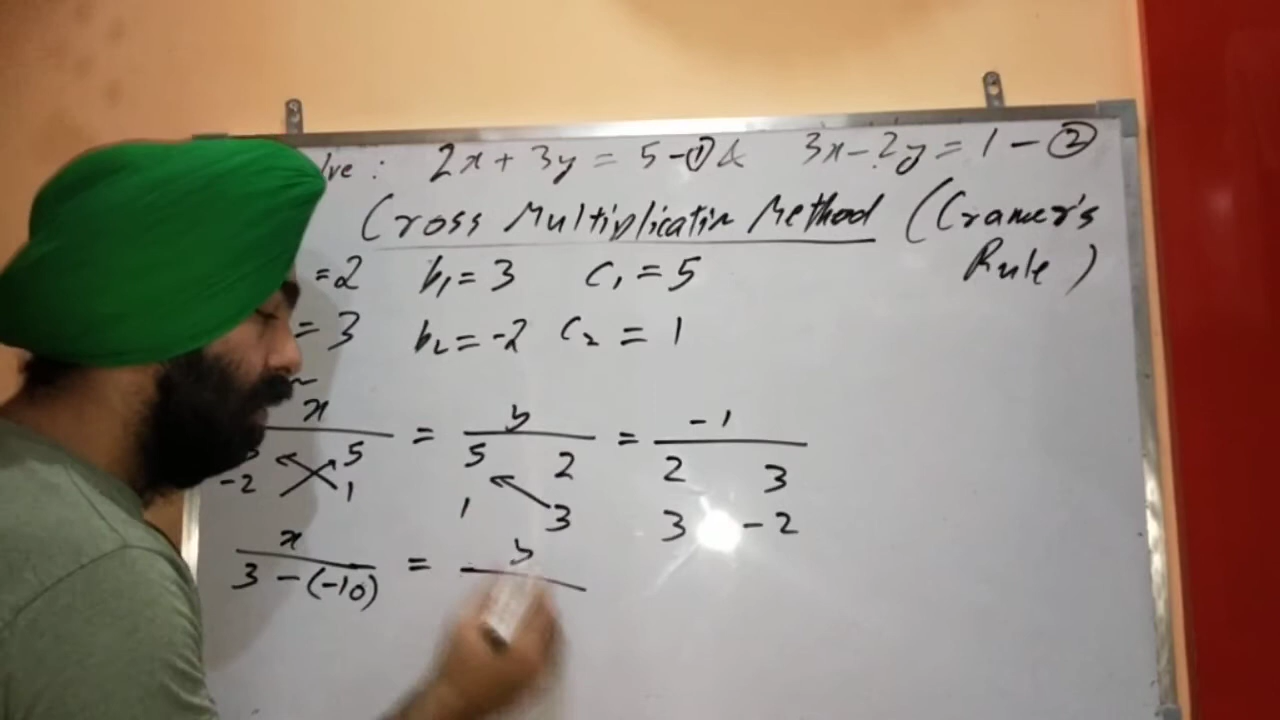 lve : 2x + 3y = 5 - ① & 3x - 2y = 1 - ②
Cross Multiplicatin Method (Cramer's Rule)
= 2 b₁ = 3 c₁ = 5
= 3 b₂ = -2 c₂ = 1
x = y = -1
5 5 2 2 3
-2 1 1 3 3 -2
x = y
3 - (-10)